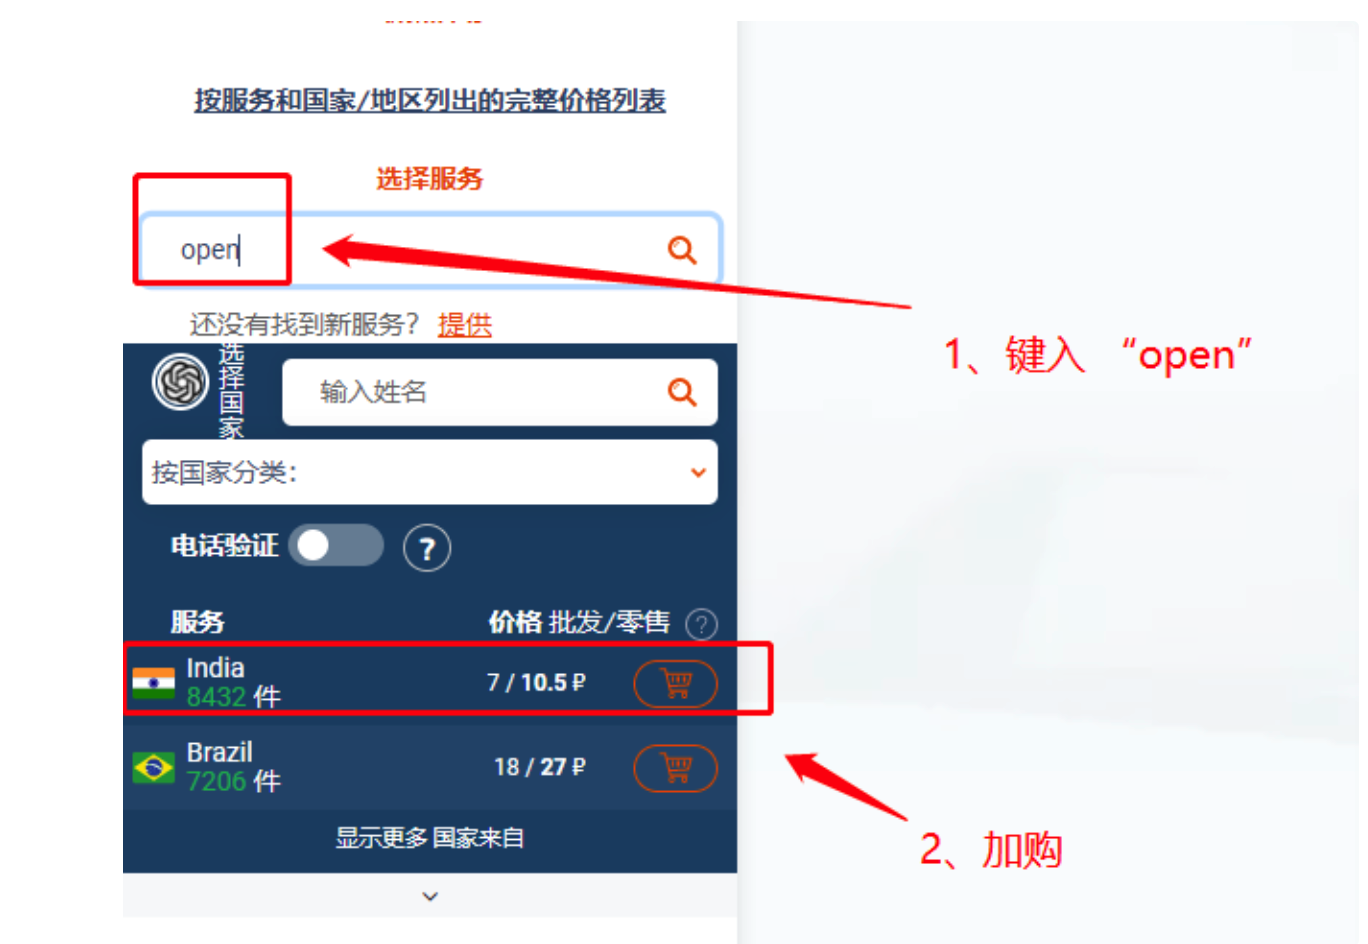 按服务和国家/地区列出的完整价格列表
选择服务
open
还没有找到新服务? 提供
1、键入 “open”
选择国家
输入姓名
按国家分类:
电话验证 ?
服务 价格 批发/零售 ?
India
8432 件
7 / 10.5 ₽
Brazil
7206 件
18 / 27 ₽
显示更多 国家来自
2、加购